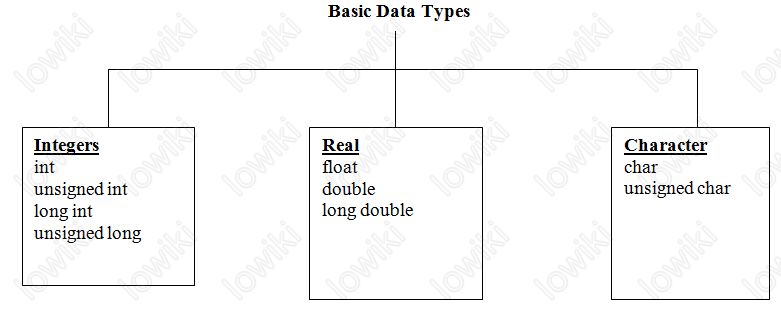 Basic Data Types
Integers
int
unsigned int
long int
unsigned long
Real
float
double
long double
Character
char
unsigned char
lowiki